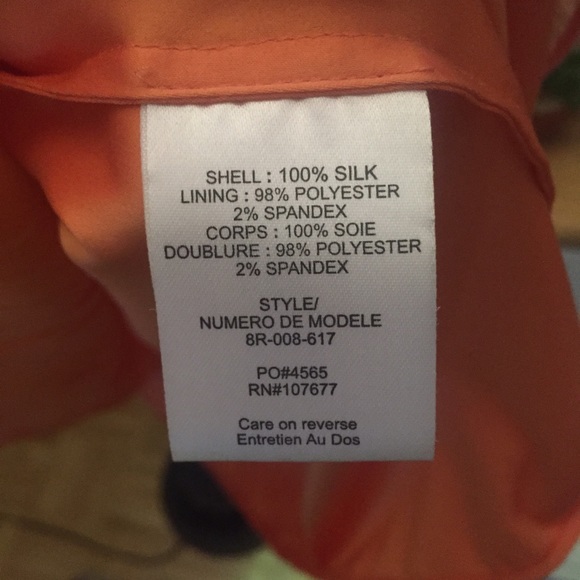 SHELL : 100% SILK
LINING : 98% POLYESTER
2% SPANDEX
CORPS : 100% SOIE
DOUBLURE : 98% POLYESTER
2% SPANDEX
STYLE/
NUMERO DE MODELE
8R-008-617
PO#4565
RN#107677
Care on reverse
Entretien Au Dos